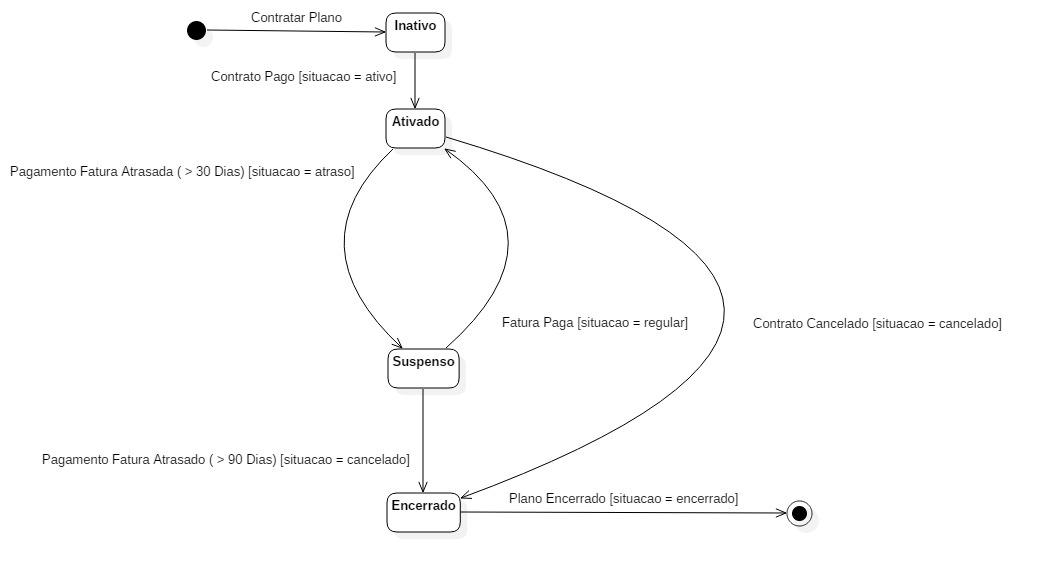 Contratar Plano
Inativo
Contrato Pago [situacao = ativo]
Ativado
Pagamento Fatura Atrasada ( > 30 Dias) [situacao = atraso]
Fatura Paga [situacao = regular]
Contrato Cancelado [situacao = cancelado]
Suspenso
Pagamento Fatura Atrasado ( > 90 Dias) [situacao = cancelado]
Encerrado
Plano Encerrado [situacao = encerrado]